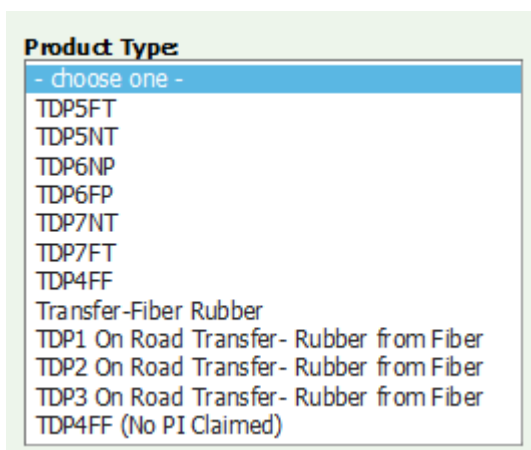 Product Type:
- choose one -
TDP5FT
TDP5NT
TDP6NP
TDP6FP
TDP7NT
TDP7FT
TDP4FF
Transfer-Fiber Rubber
TDP1 On Road Transfer- Rubber from Fiber
TDP2 On Road Transfer- Rubber from Fiber
TDP3 On Road Transfer- Rubber from Fiber
TDP4FF (No PI Claimed)